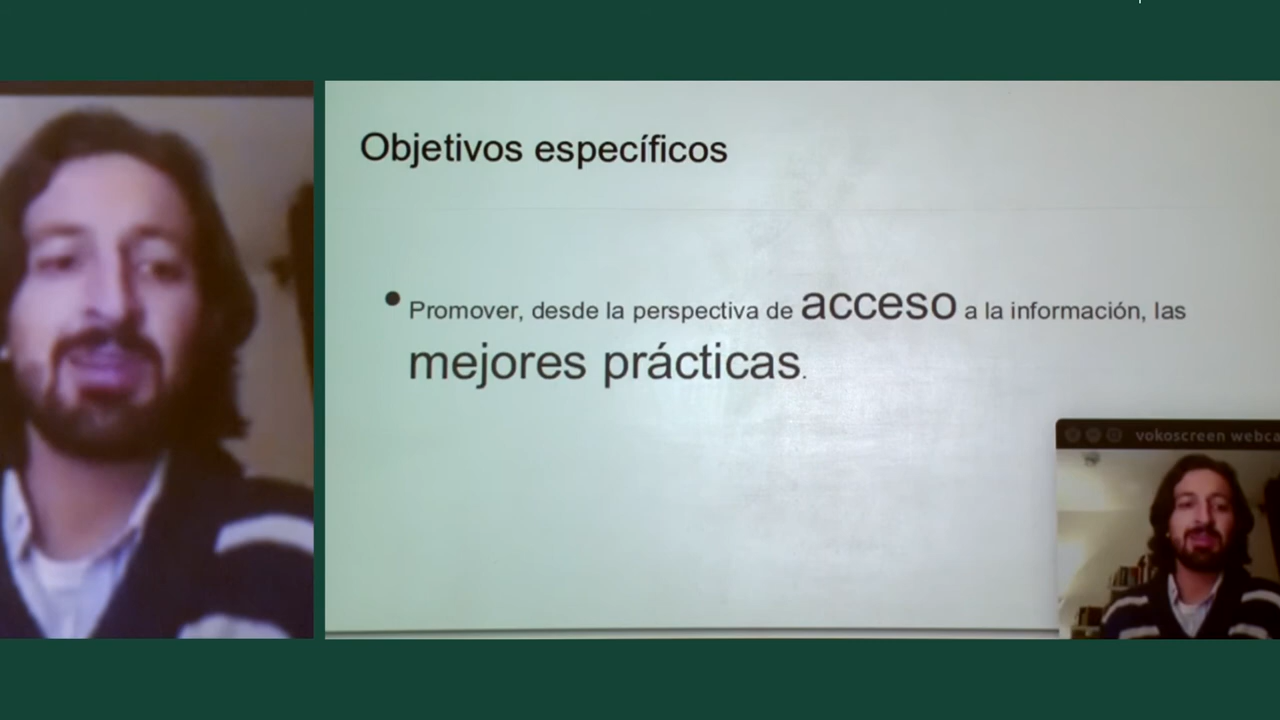 Objetivos específicos
Promover, desde la perspectiva de acceso a la información, las
mejores prácticas.
vokoscreen webca